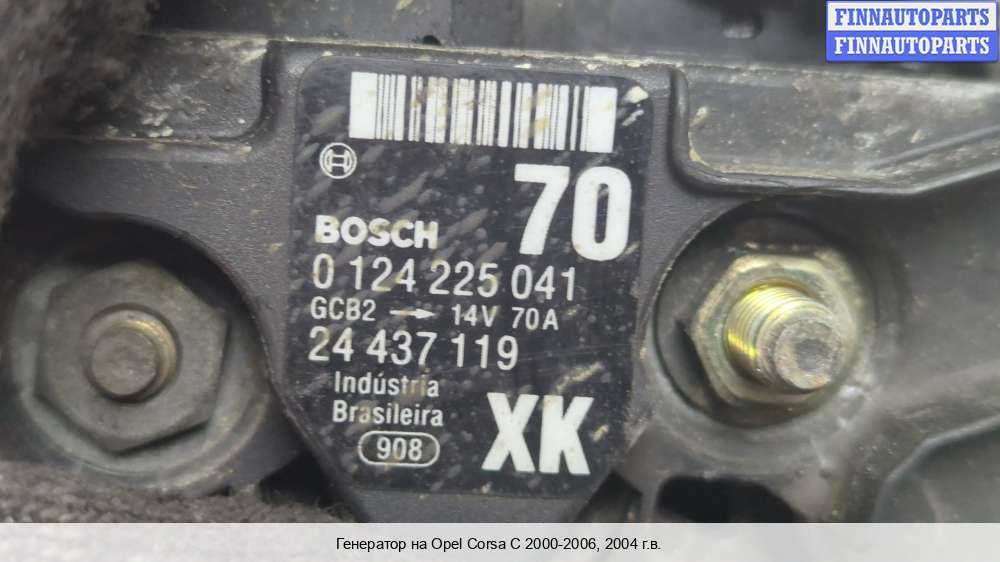 FINNAUTOPARTS
FINNAUTOPARTS
70
BOSCH
0 124 225 041
GCB2 → 14V 70A
24 437 119
Indústria
Brasileira
908
XK
Генератор на Opel Corsa C 2000-2006, 2004 г.в.